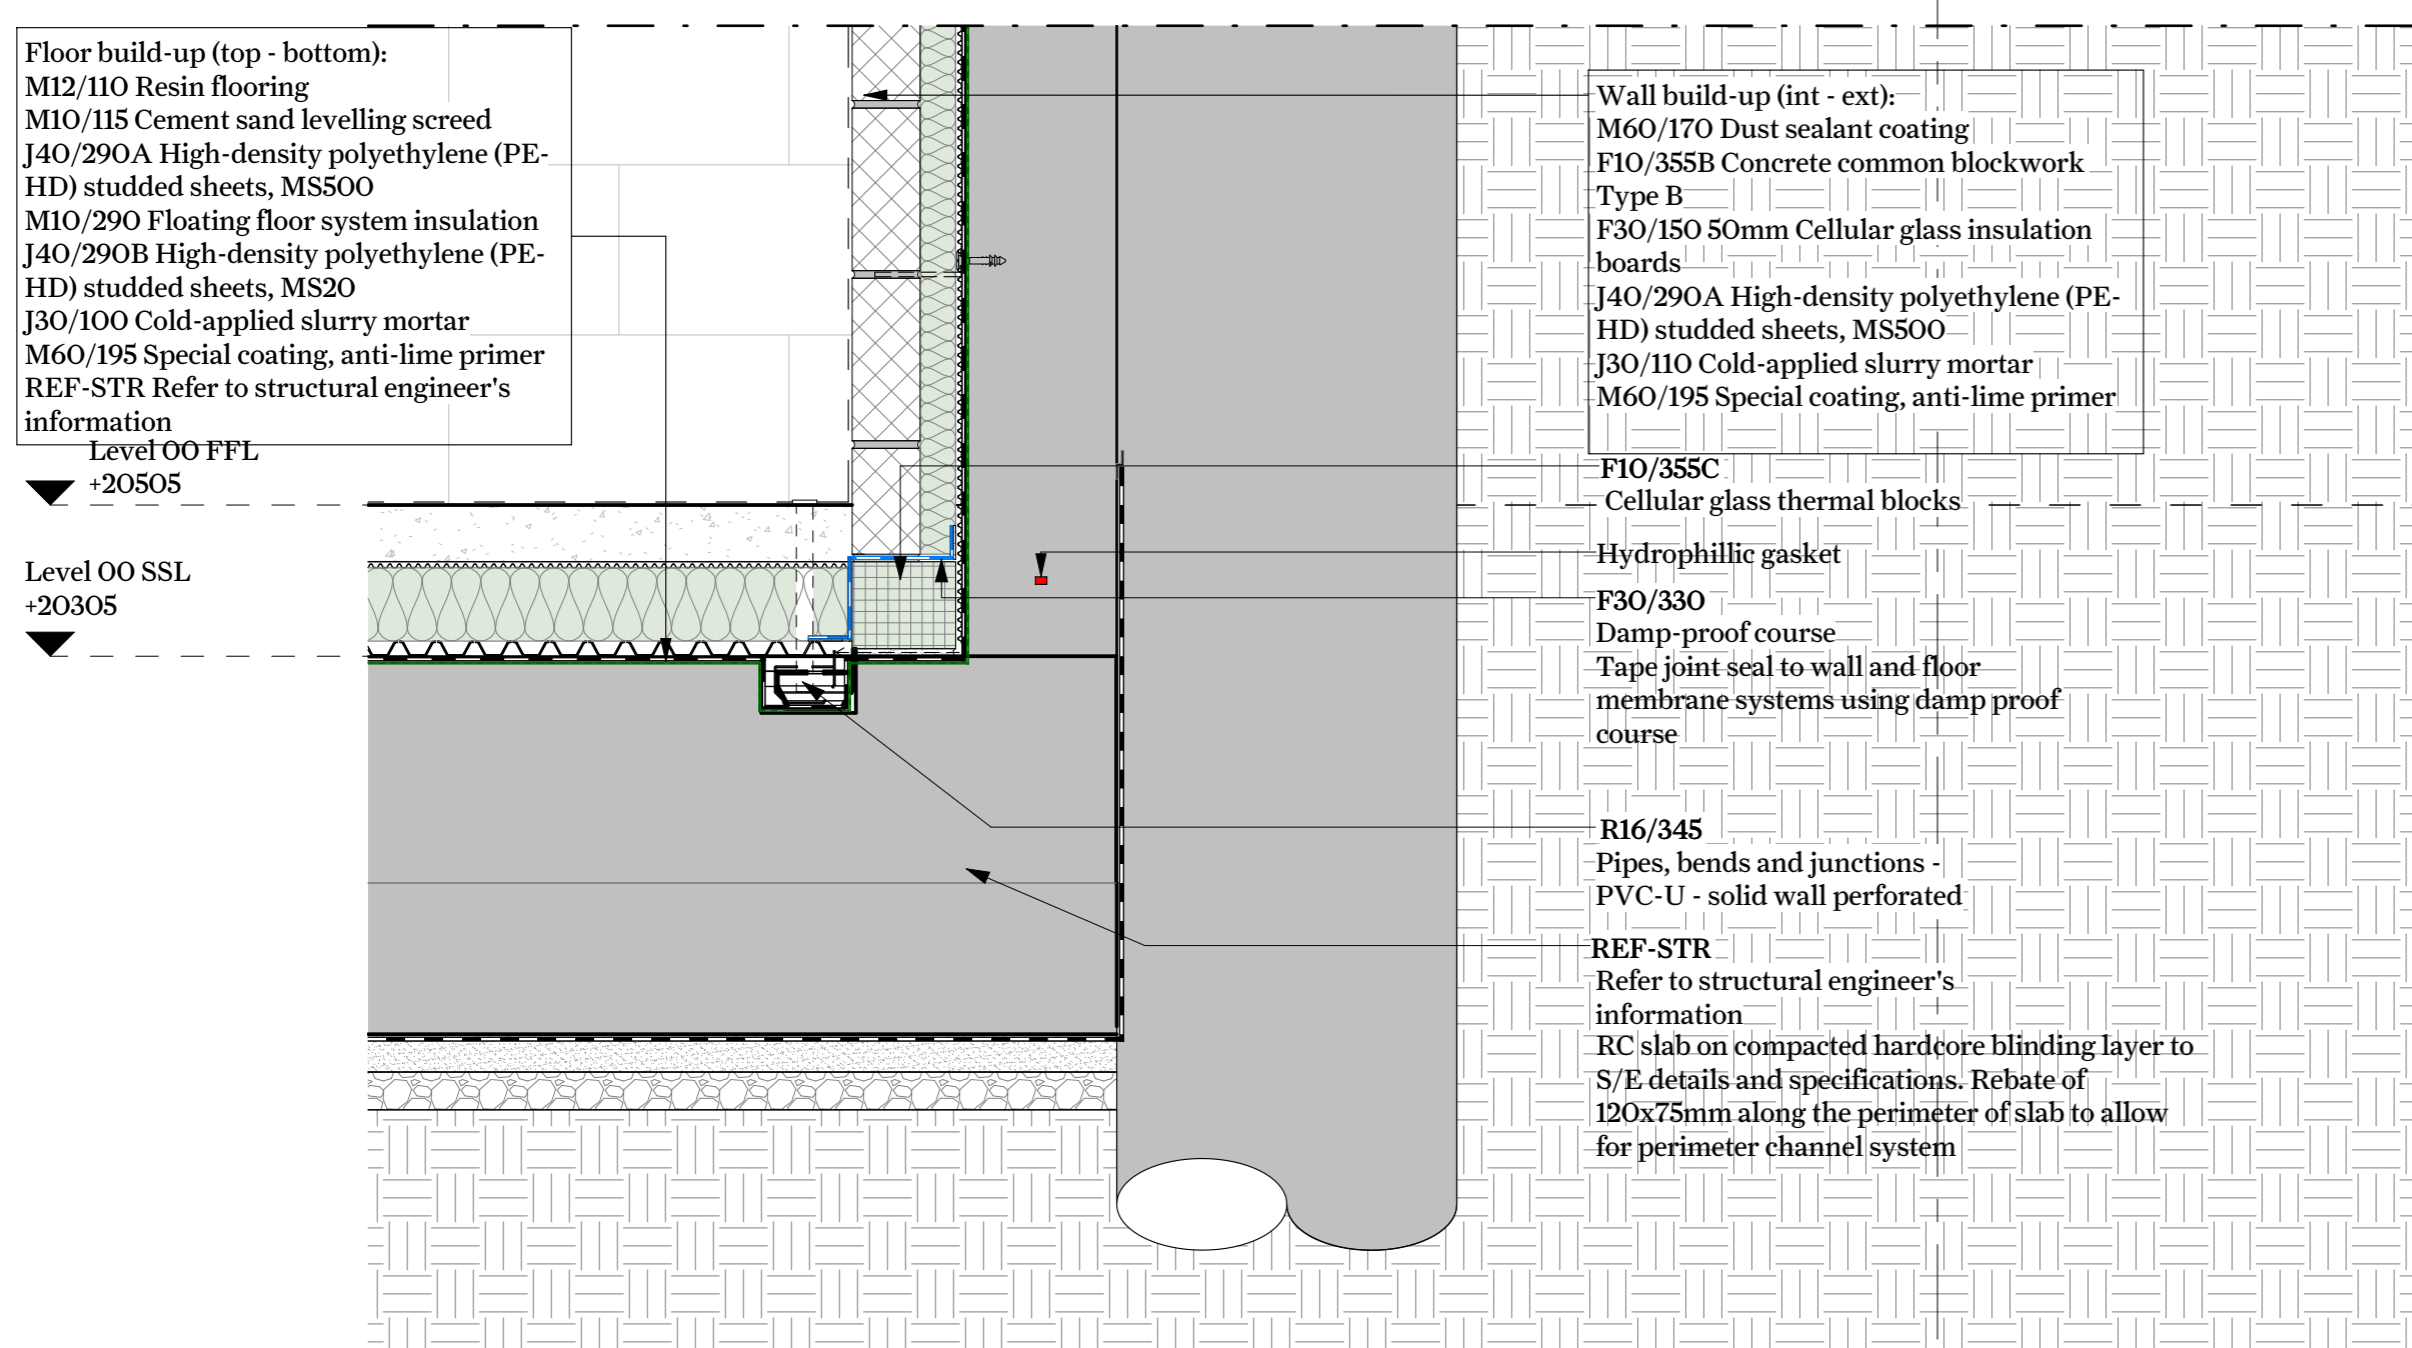 Floor build-up (top - bottom):
M12/110 Resin flooring
M10/115 Cement sand levelling screed
J40/290A High-density polyethylene (PE-
HD) studded sheets, MS500
M10/290 Floating floor system insulation
J40/290B High-density polyethylene (PE-
HD) studded sheets, MS20
J30/100 Cold-applied slurry mortar
M60/195 Special coating, anti-lime primer
REF-STR Refer to structural engineer's
information
Level 00 FFL
+20505
Level 00 SSL
+20305
Wall build-up (int - ext):
M60/170 Dust sealant coating
F10/355B Concrete common blockwork
Type B
F30/150 50mm Cellular glass insulation
boards
J40/290A High-density polyethylene (PE-
HD) studded sheets, MS500
J30/110 Cold-applied slurry mortar
M60/195 Special coating, anti-lime primer
F10/355C
Cellular glass thermal blocks
Hydrophillic gasket
F30/330
Damp-proof course
Tape joint seal to wall and floor
membrane systems using damp proof
course
R16/345
Pipes, bends and junctions -
PVC-U - solid wall perforated
REF-STR
Refer to structural engineer's
information
RC slab on compacted hardcore blinding layer to
S/E details and specifications. Rebate of
120x75mm along the perimeter of slab to allow
for perimeter channel system